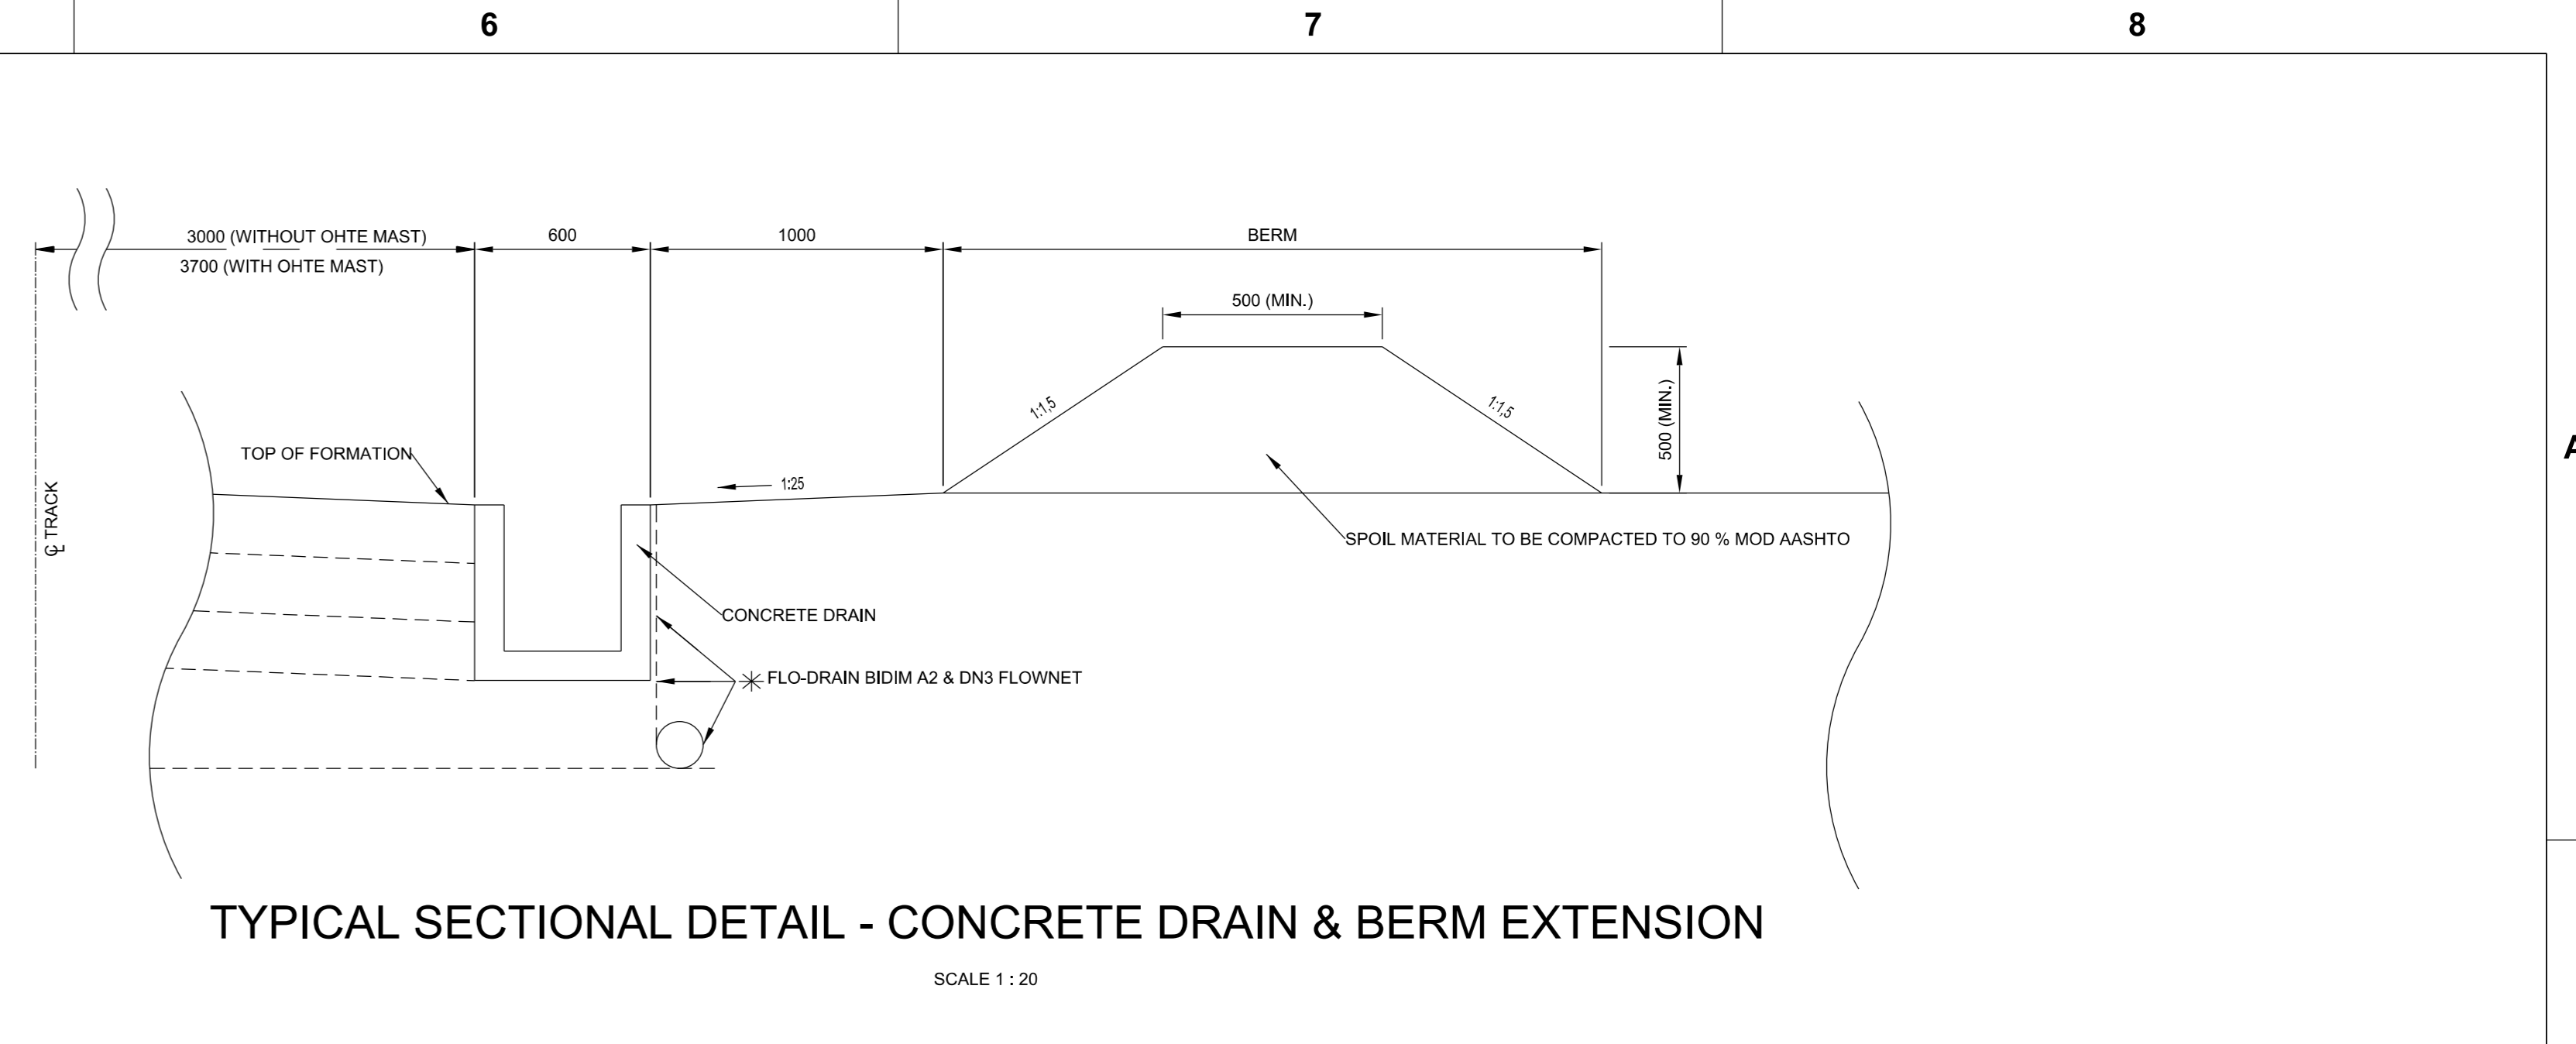 6
7
8
3000 (WITHOUT OHTE MAST)
600
1000
BERM
3700 (WITH OHTE MAST)
500 (MIN.)
1:1,5
1:1,5
500 (MIN.)
TOP OF FORMATION
A
1:25
℄ TRACK
SPOIL MATERIAL TO BE COMPACTED TO 90 % MOD AASHTO
CONCRETE DRAIN
FLO-DRAIN BIDIM A2 & DN3 FLOWNET
TYPICAL SECTIONAL DETAIL - CONCRETE DRAIN & BERM EXTENSION
SCALE 1 : 20